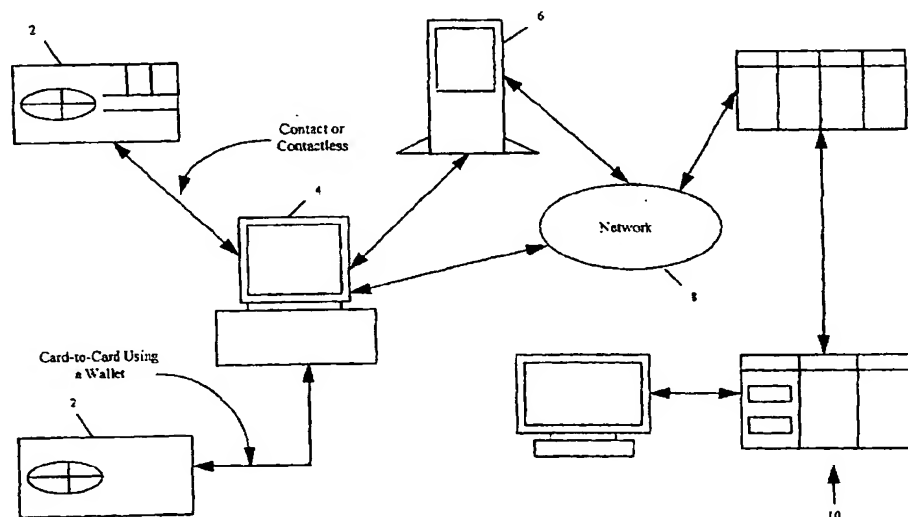 2
6
Contact or
Contactless
4
Network
8
Card-to-Card Using
a Wallet
2
10